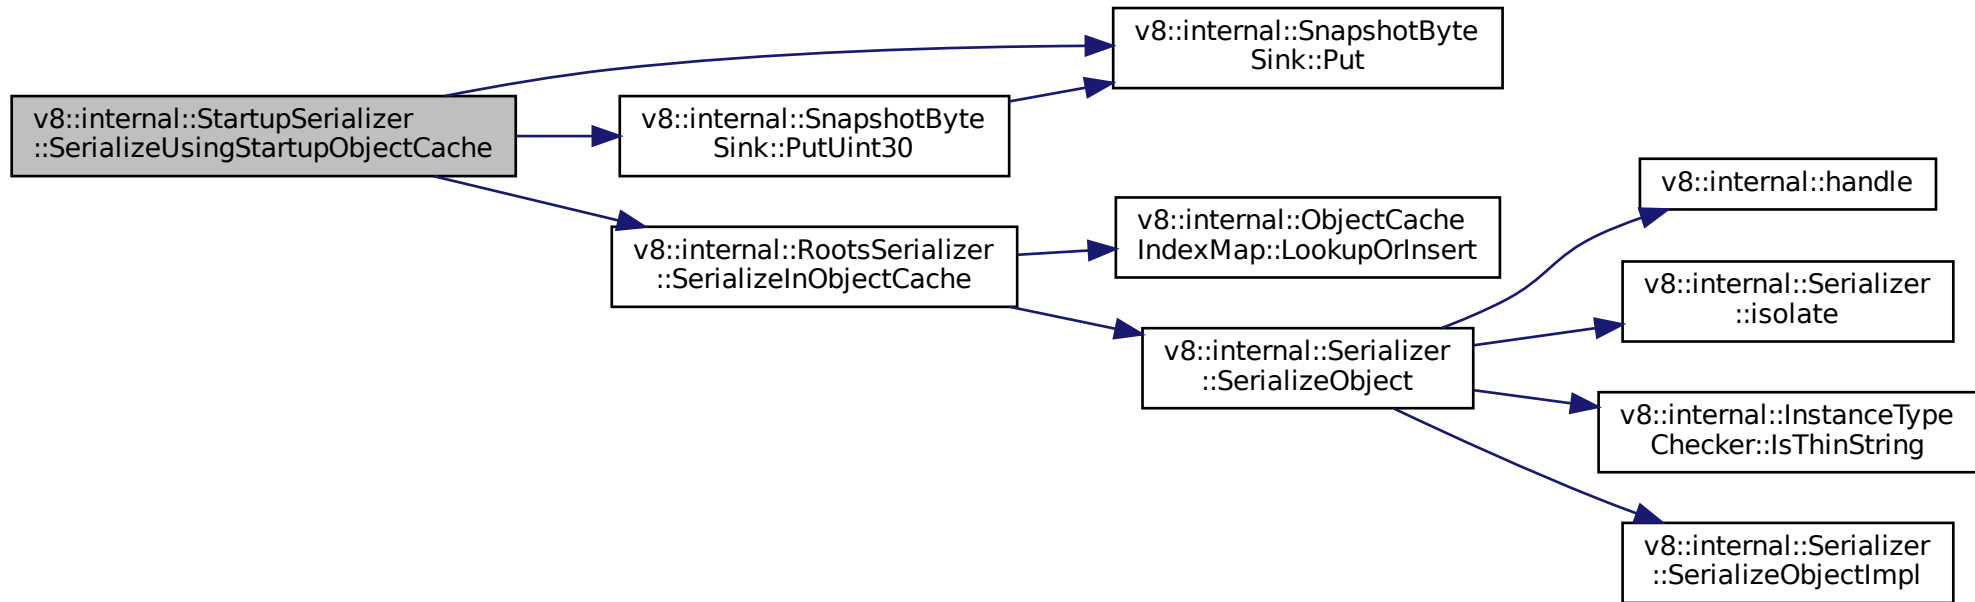 v8::internal::StartupSerializer
::SerializeUsingStartupObjectCache
v8::internal::SnapshotByte
Sink::Put
v8::internal::SnapshotByte
Sink::PutUint30
v8::internal::RootsSerializer
::SerializeInObjectCache
v8::internal::ObjectCache
IndexMap::LookupOrInsert
v8::internal::Serializer
::SerializeObject
v8::internal::handle
v8::internal::Serializer
::isolate
v8::internal::InstanceType
Checker::IsThinString
v8::internal::Serializer
::SerializeObjectImpl